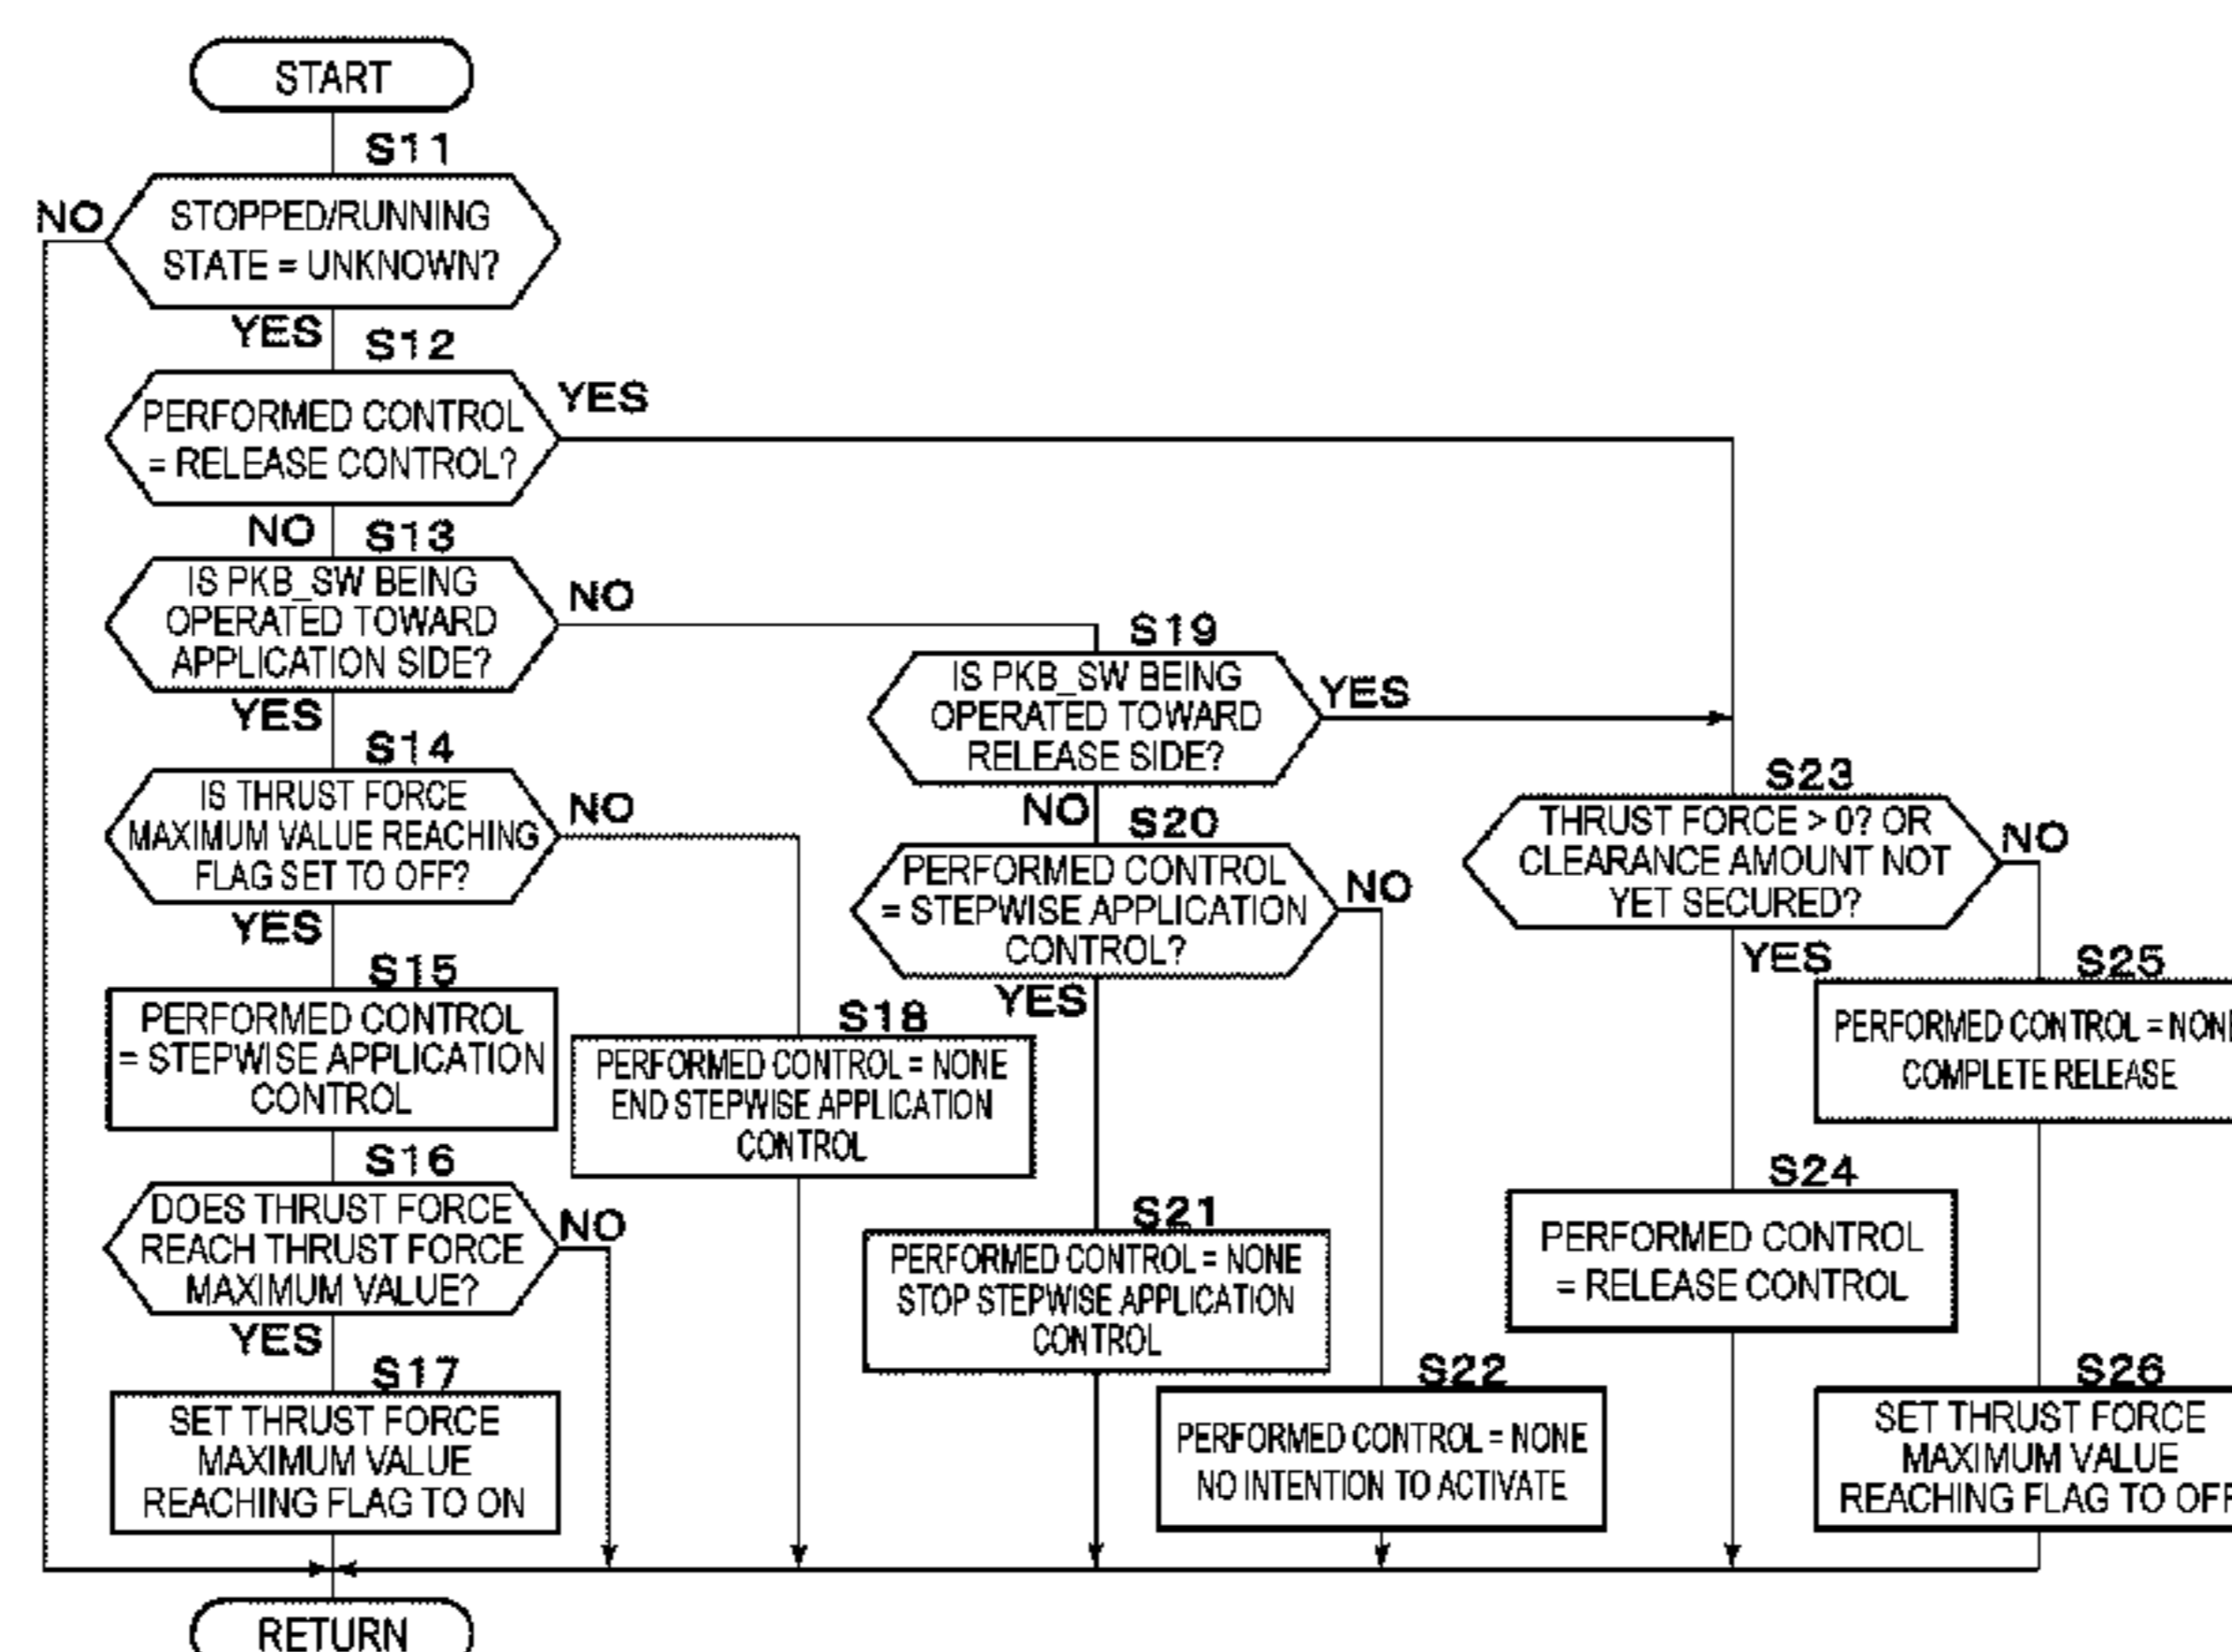 START
S11
NO
STOPPED/RUNNING
STATE = UNKNOWN?
YES
S12
PERFORMED CONTROL
= RELEASE CONTROL?
YES
NO
S13
IS PKB_SW BEING
OPERATED TOWARD
APPLICATION SIDE?
NO
YES
S14
IS THRUST FORCE
MAXIMUM VALUE REACHING
FLAG SET TO OFF?
NO
YES
S15
PERFORMED CONTROL
= STEPWISE APPLICATION
CONTROL
S16
DOES THRUST FORCE
REACH THRUST FORCE
MAXIMUM VALUE?
NO
YES
S17
SET THRUST FORCE
MAXIMUM VALUE
REACHING FLAG TO ON
S18
PERFORMED CONTROL = NONE
END STEPWISE APPLICATION
CONTROL
S19
IS PKB_SW BEING
OPERATED TOWARD
RELEASE SIDE?
YES
NO
S20
PERFORMED CONTROL
= STEPWISE APPLICATION
CONTROL?
NO
YES
S21
PERFORMED CONTROL = NONE
STOP STEPWISE APPLICATION
CONTROL
S22
PERFORMED CONTROL = NONE
NO INTENTION TO ACTIVATE
S23
THRUST FORCE > 0? OR
CLEARANCE AMOUNT NOT
YET SECURED?
NO
YES
S24
PERFORMED CONTROL
= RELEASE CONTROL
S25
PERFORMED CONTROL = NONE
COMPLETE RELEASE
S26
SET THRUST FORCE
MAXIMUM VALUE
REACHING FLAG TO OFF
RETURN